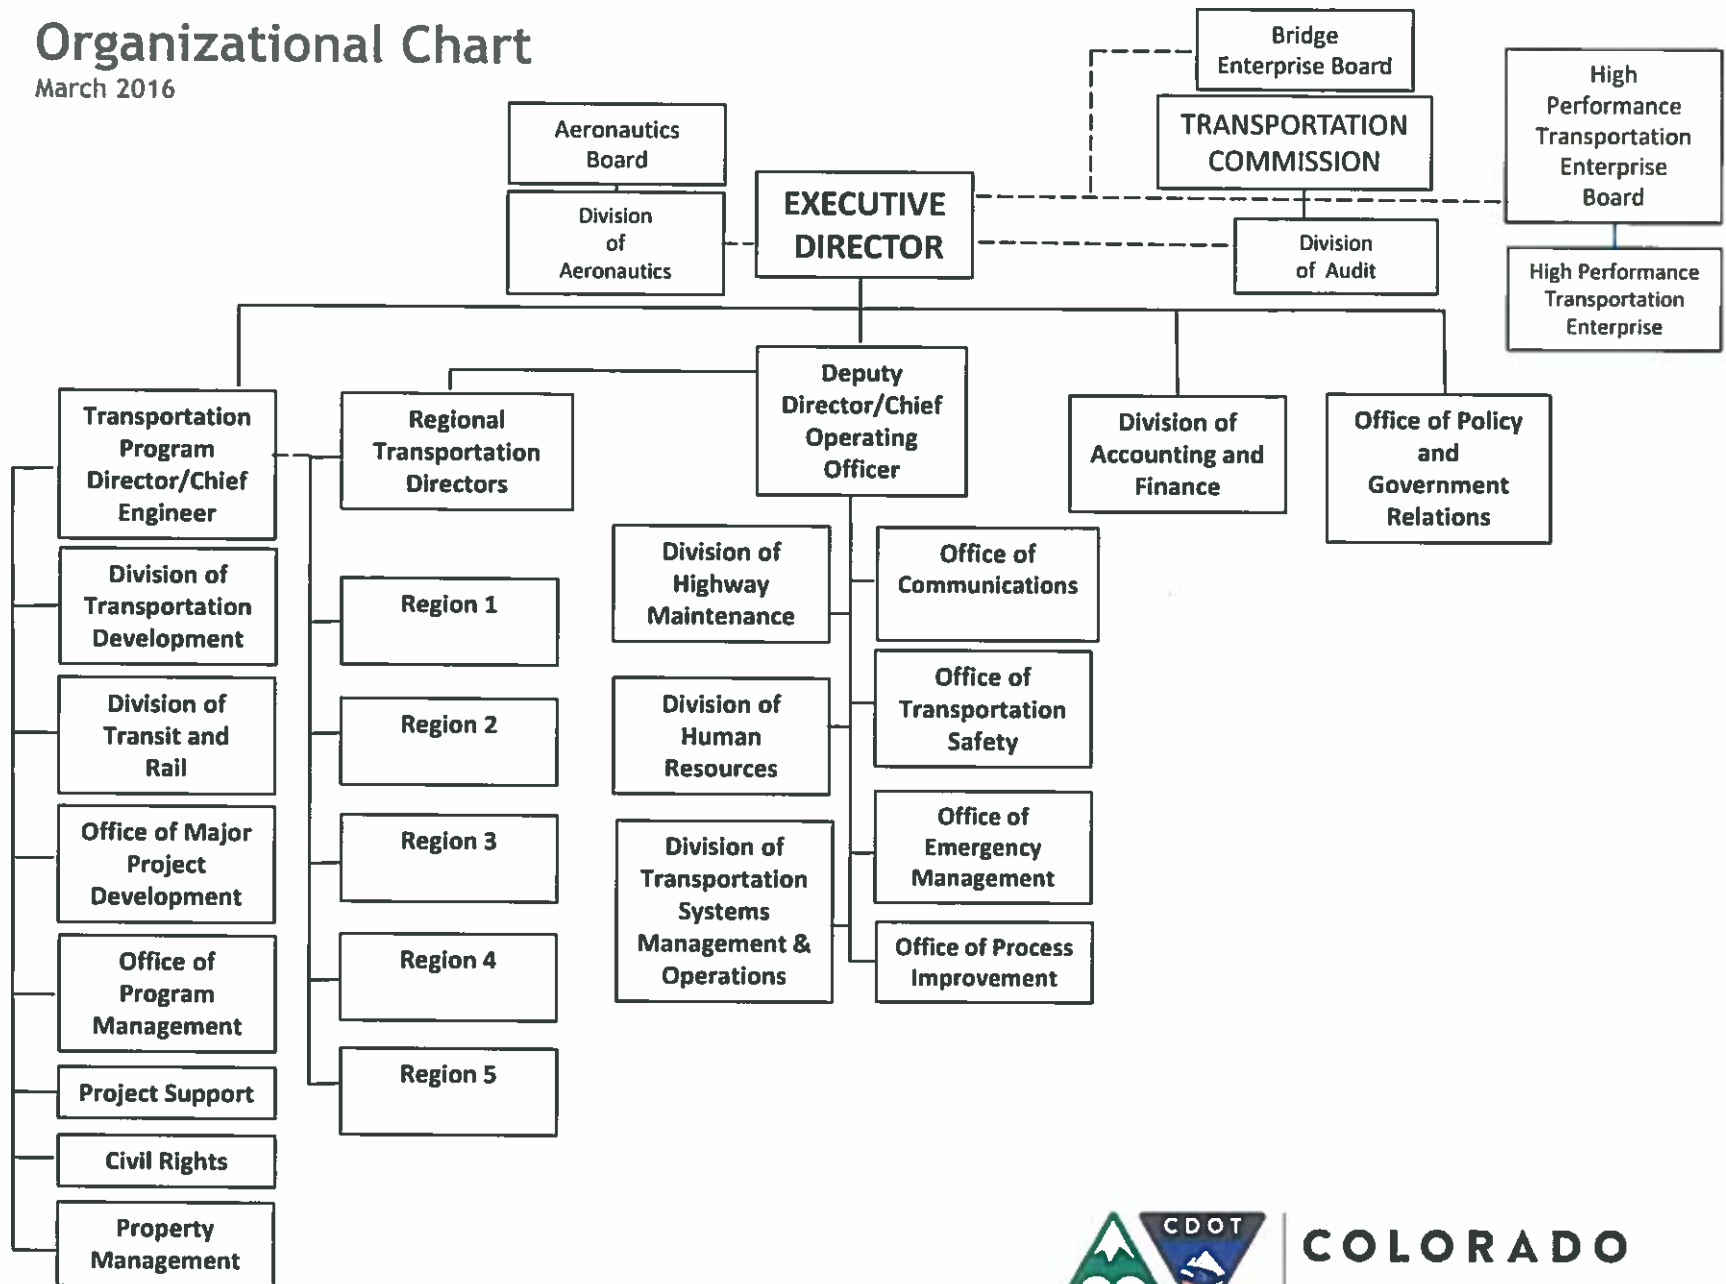 Organizational Chart
March 2016
Bridge
Enterprise Board
TRANSPORTATION
COMMISSION
High
Performance
Transportation
Enterprise
Board
Aeronautics
Board
Division
of
Aeronautics
EXECUTIVE
DIRECTOR
Division
of Audit
High Performance
Transportation
Enterprise
Transportation
Program
Director/Chief
Engineer
Regional
Transportation
Directors
Deputy
Director/Chief
Operating
Officer
Division of
Accounting and
Finance
Office of Policy
and
Government
Relations
Division of
Transportation
Development
Division of
Transit and
Rail
Office of Major
Project
Development
Office of
Program
Management
Project Support
Civil Rights
Property
Management
Region 1
Region 2
Region 3
Region 4
Region 5
Division of
Highway
Maintenance
Division of
Human
Resources
Division of
Transportation
Systems
Management &
Operations
Office of
Communications
Office of
Transportation
Safety
Office of
Emergency
Management
Office of Process
Improvement
CDOT
COLORADO